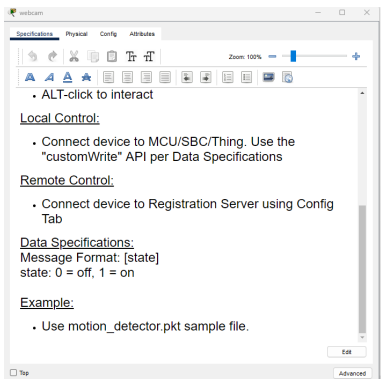 webcam
Specifications Physical Config Attributes
Zoom: 100%
• ALT-click to interact
Local Control:
• Connect device to MCU/SBC/Thing. Use the
"customWrite" API per Data Specifications
Remote Control:
• Connect device to Registration Server using Config
Tab
Data Specifications:
Message Format: [state]
state: 0 = off, 1 = on
Example:
• Use motion_detector.pkt sample file.
Edit
Top Advanced